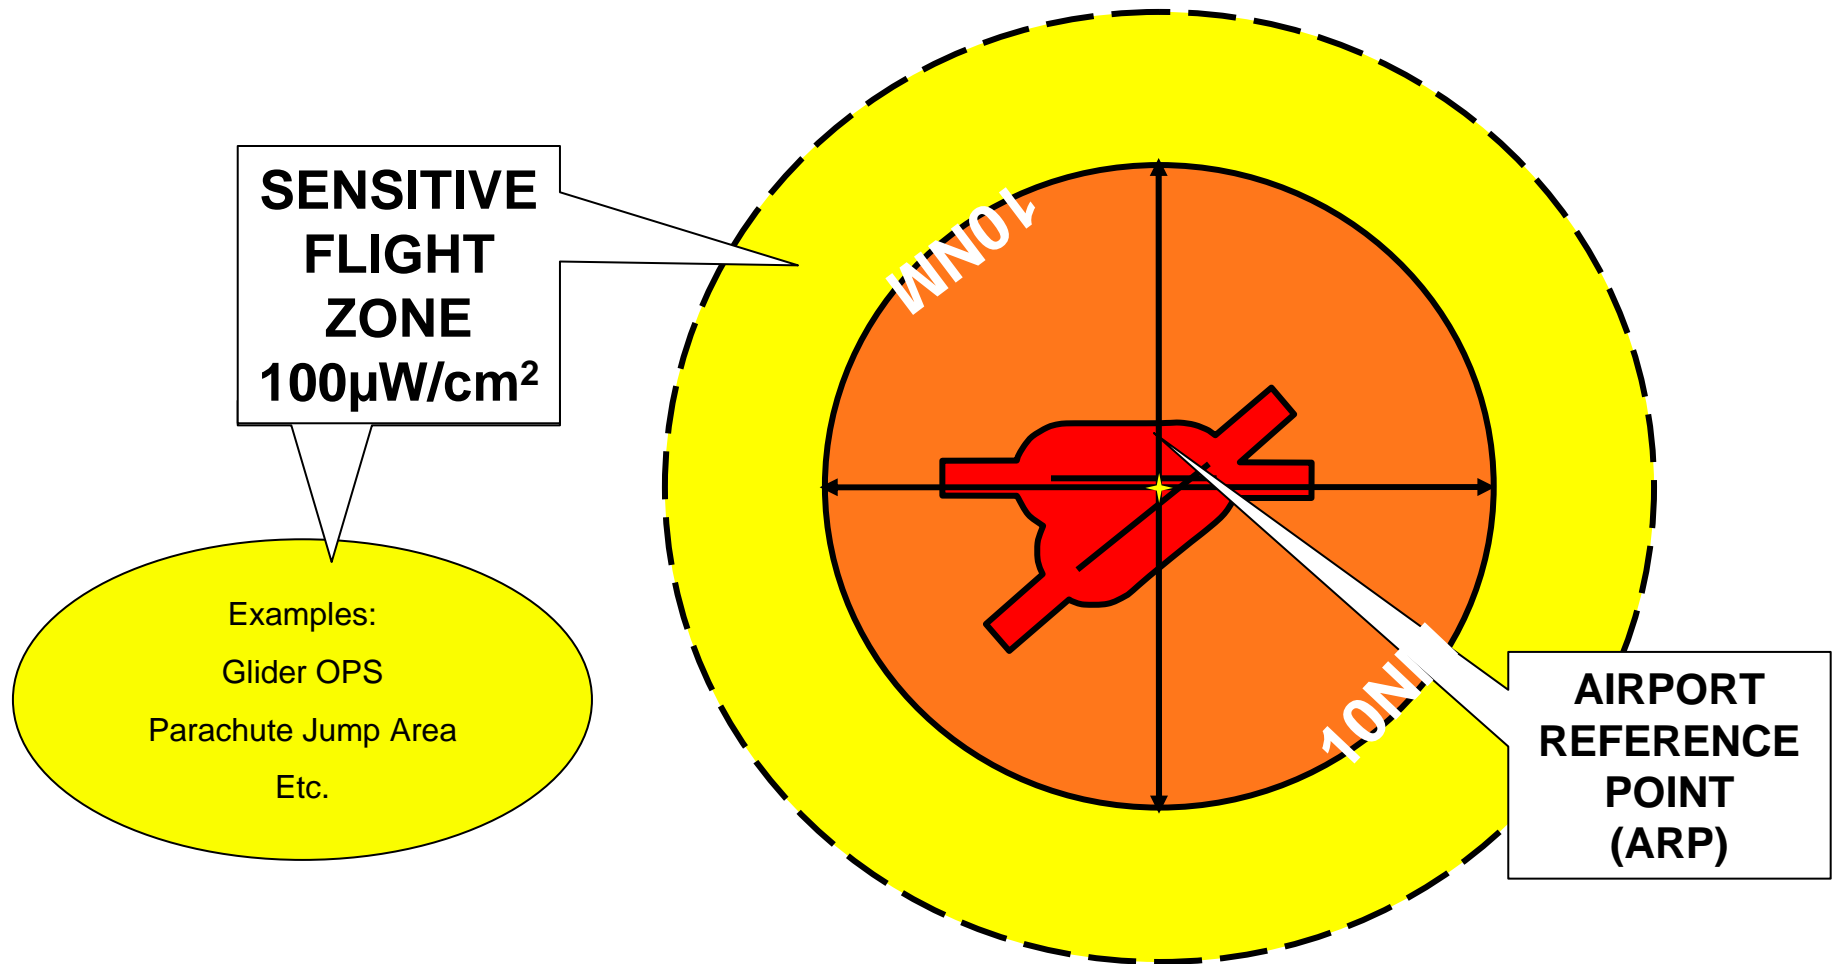 SENSITIVE
FLIGHT
ZONE
100µW/cm²
10NM
Examples:
Glider OPS
Parachute Jump Area
Etc.
AIRPORT
REFERENCE
POINT
(ARP)